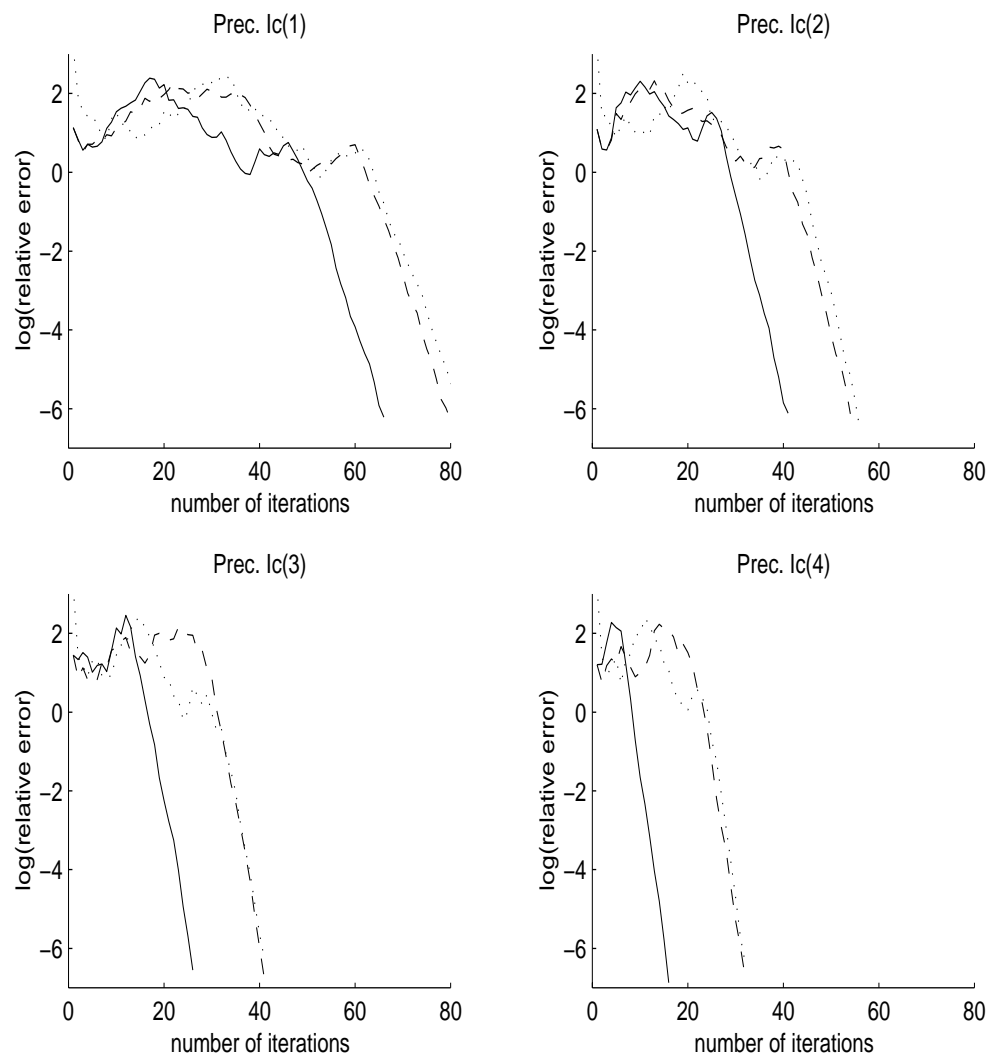 Prec. Ic(1)
log(relative error)
2
0
−2
−4
−6
0 20 40 60 80
number of iterations
Prec. Ic(2)
log(relative error)
2
0
−2
−4
−6
0 20 40 60 80
number of iterations
Prec. Ic(3)
log(relative error)
2
0
−2
−4
−6
0 20 40 60 80
number of iterations
Prec. Ic(4)
log(relative error)
2
0
−2
−4
−6
0 20 40 60 80
number of iterations